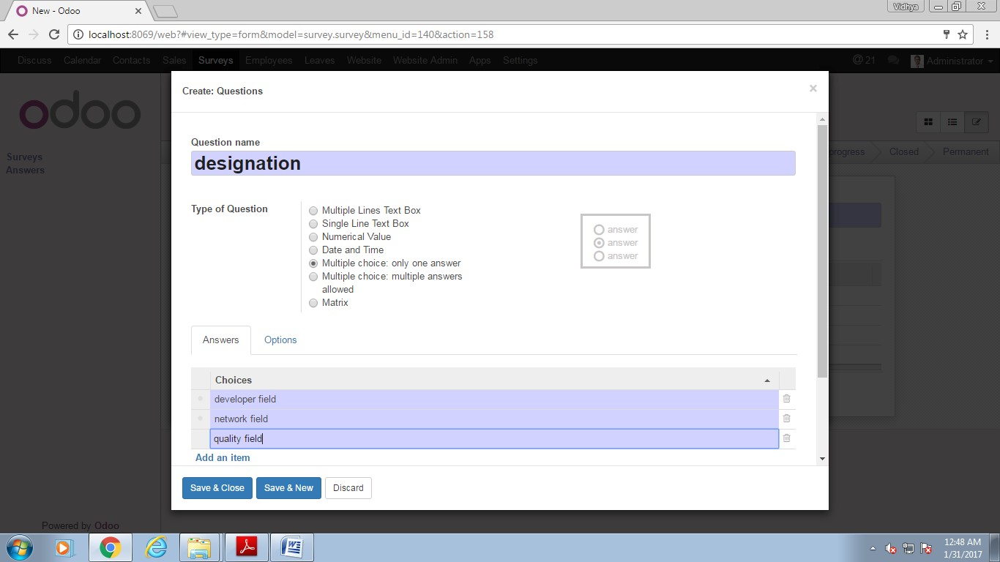 New - Odoo
Vidhya
localhost:8069/web?#view_type=form&model=survey.survey&menu_id=140&action=158
Discuss Calendar Contacts Sales Surveys Employees Leaves Website Website Admin Apps Settings @ 21 Administrator
odoo
Create: Questions
×
Surveys
Answers
progress Closed Permanent
Question name
designation
Type of Question
Multiple Lines Text Box
Single Line Text Box
Numerical Value
Date and Time
Multiple choice: only one answer
Multiple choice: multiple answers
allowed
Matrix
answer
answer
answer
Answers Options
Choices
developer field
network field
quality field
Add an item
Save & Close Save & New Discard
Powered by Odoo
12:48 AM
1/31/2017